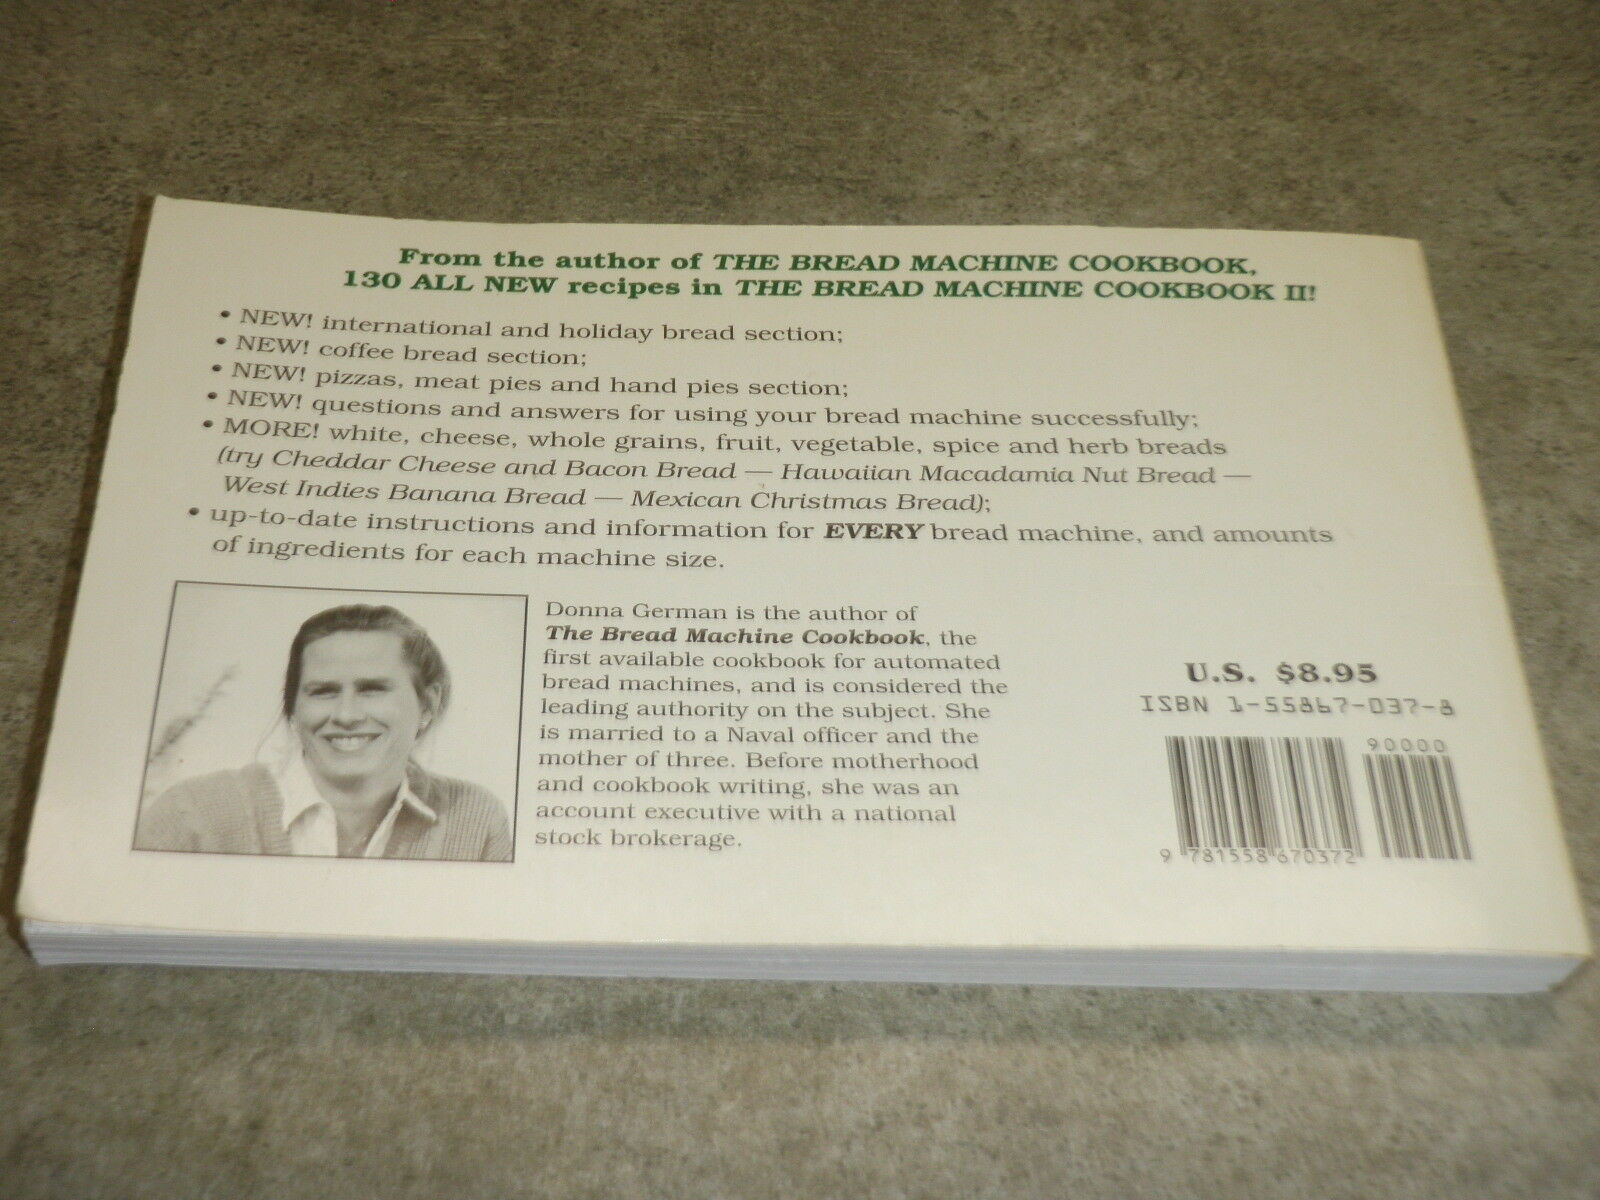 From the author of THE BREAD MACHINE COOKBOOK,
130 ALL NEW recipes in THE BREAD MACHINE COOKBOOK II!
• NEW! international and holiday bread section;
• NEW! coffee bread section;
• NEW! pizzas, meat pies and hand pies section;
• NEW! questions and answers for using your bread machine successfully;
• MORE! white, cheese, whole grains, fruit, vegetable, spice and herb breads
(try Cheddar Cheese and Bacon Bread — Hawaiian Macadamia Nut Bread —
West Indies Banana Bread — Mexican Christmas Bread);
• up-to-date instructions and information for EVERY bread machine, and amounts
of ingredients for each machine size.
Donna German is the author of
The Bread Machine Cookbook, the
first available cookbook for automated
bread machines, and is considered the
leading authority on the subject. She
is married to a Naval officer and the
mother of three. Before motherhood
and cookbook writing, she was an
account executive with a national
stock brokerage.
U.S. $8.95
ISBN 1-55867-037-8
90000
9 781558 670372